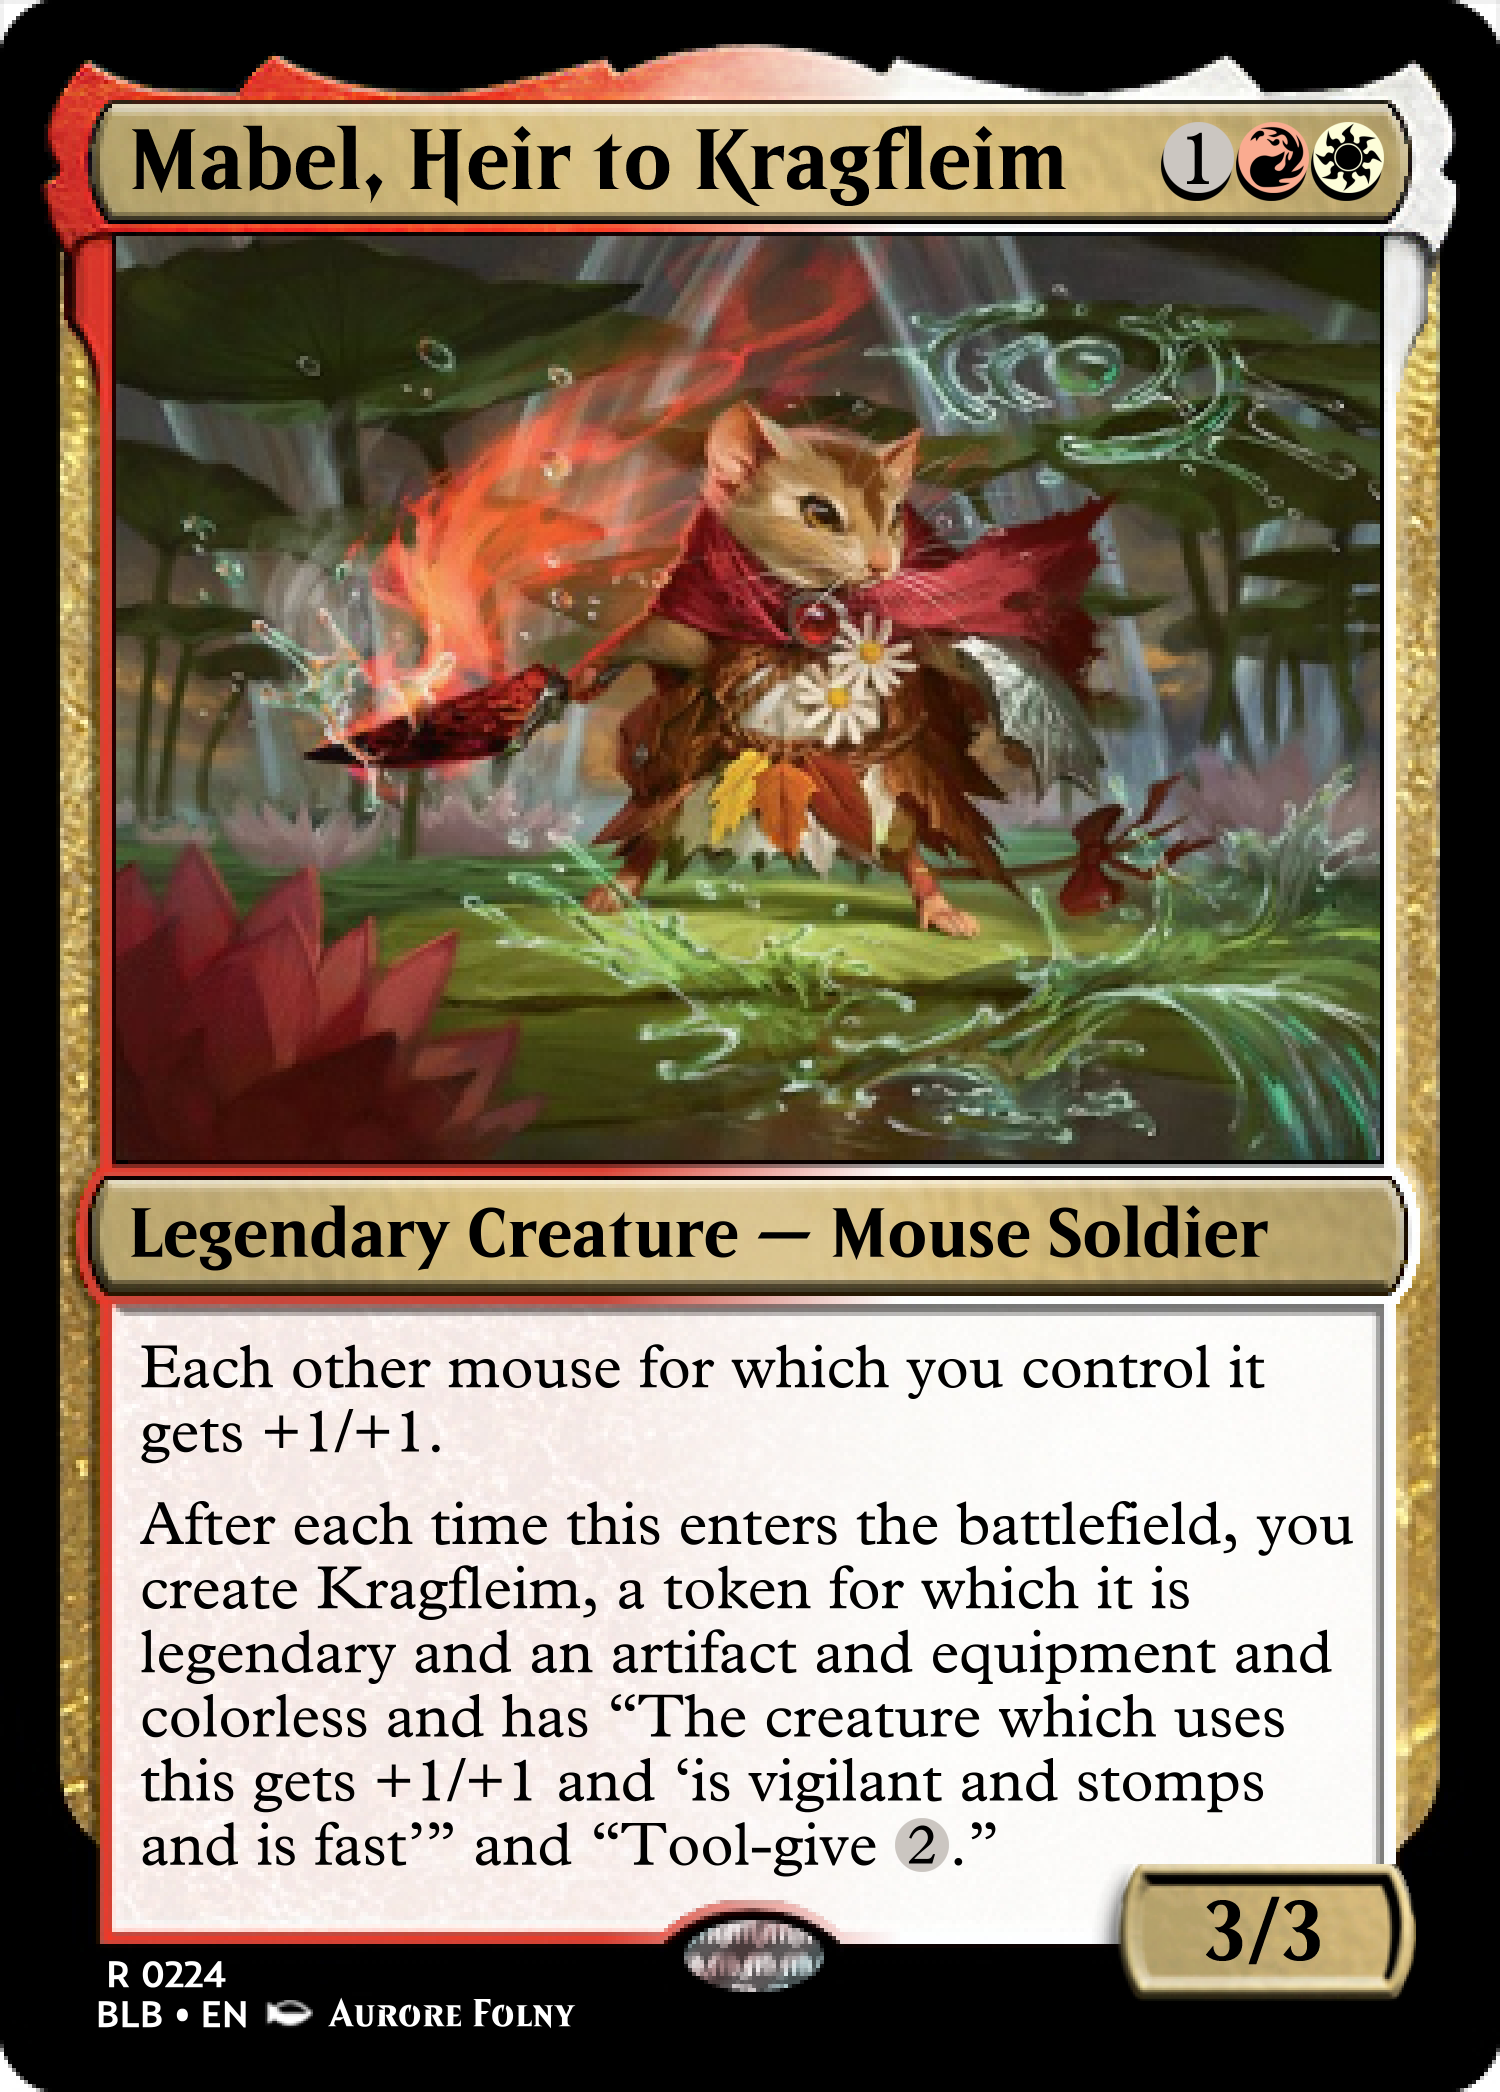 Mabel, Heir to Kragfleim 1
Legendary Creature — Mouse Soldier
Each other mouse for which you control it
gets +1/+1.
After each time this enters the battlefield, you
create Kragfleim, a token for which it is
legendary and an artifact and equipment and
colorless and has “The creature which uses
this gets +1/+1 and ‘is vigilant and stomps
and is fast’” and “Tool-give 2.”
3/3
R 0224
BLB • EN Aurore Folny